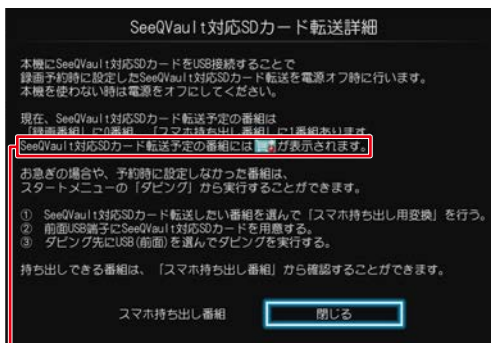 SeeQVault対応SDカード転送詳細
本機にSeeQVault対応SDカードをUSB接続することで
録画予約時に設定したSeeQVault対応SDカード転送を電源オフ時に行います。
本機を使わない時は電源をオフにしてください。
現在、SeeQVault対応SDカード転送予定の番組は
「録画番組」に0番組、「スマホ持ち出し番組」に1番組あります。
SeeQVault対応SDカード転送予定の番組には が表示されます。
お急ぎの場合や、予約時に設定しなかった番組は、
スタートメニューの「ダビング」から実行することができます。
① SeeQVault対応SDカード転送したい番組を選んで「スマホ持ち出し用変換」を行う。
② 前面USB端子にSeeQVault対応SDカードを用意する。
③ ダビング先にUSB(前面)を選んでダビングを実行する。
持ち出しできる番組は、「スマホ持ち出し番組」から確認することができます。
スマホ持ち出し番組 閉じる